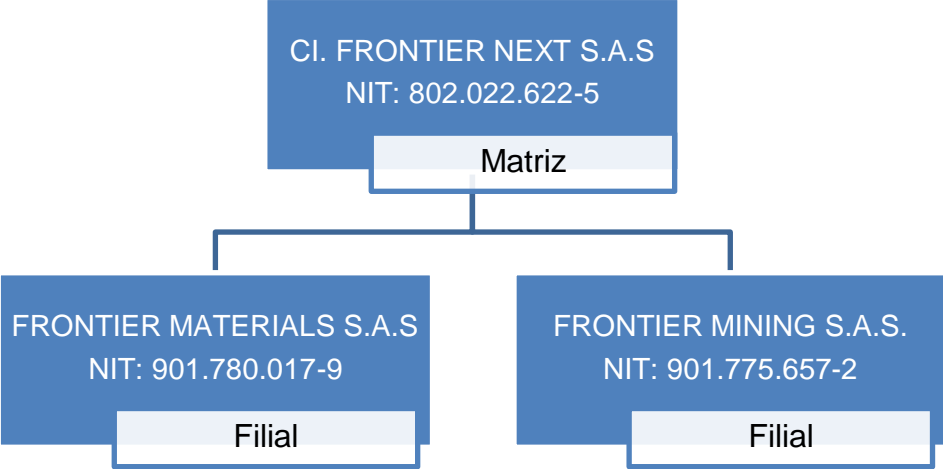 CI. FRONTIER NEXT S.A.S
NIT: 802.022.622-5
Matriz
FRONTIER MATERIALS S.A.S
NIT: 901.780.017-9
Filial
FRONTIER MINING S.A.S.
NIT: 901.775.657-2
Filial